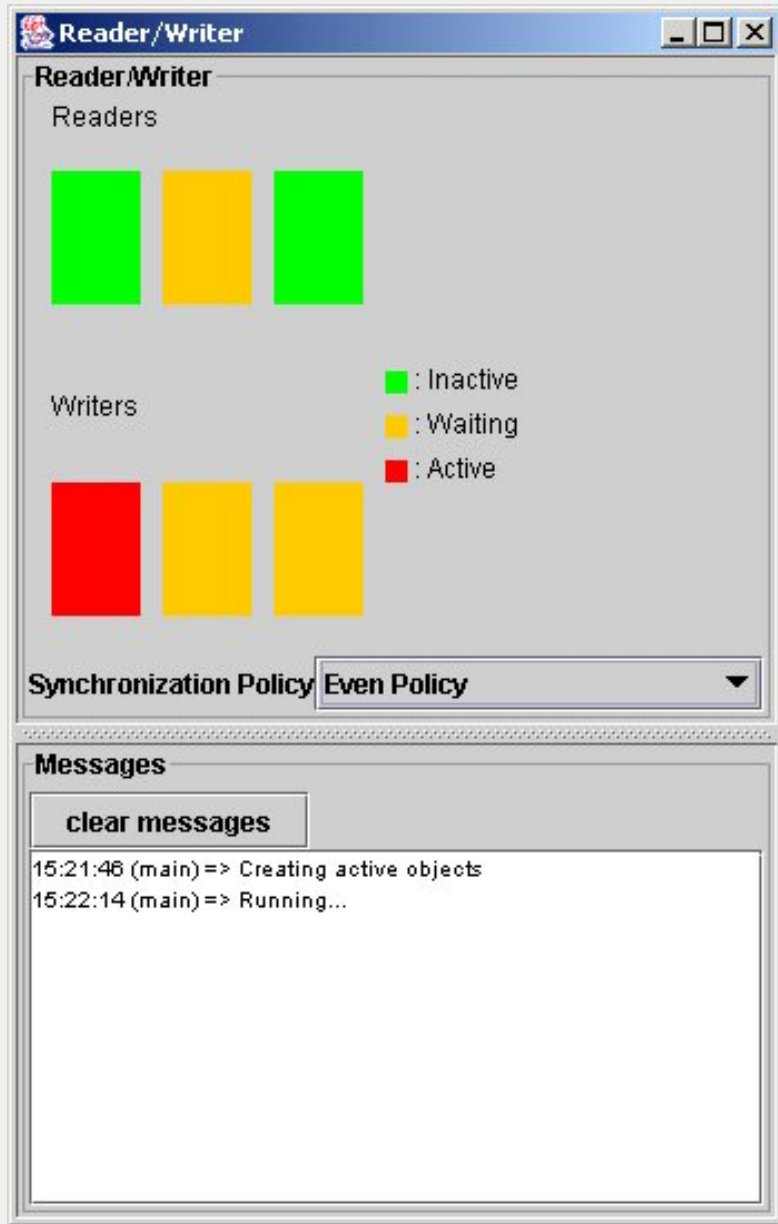 Reader/Writer
Reader/Writer
Readers
: Inactive
Writers
: Waiting
: Active
Synchronization Policy Even Policy
Messages
clear messages
15:21:46 (main) => Creating active objects
15:22:14 (main) => Running...